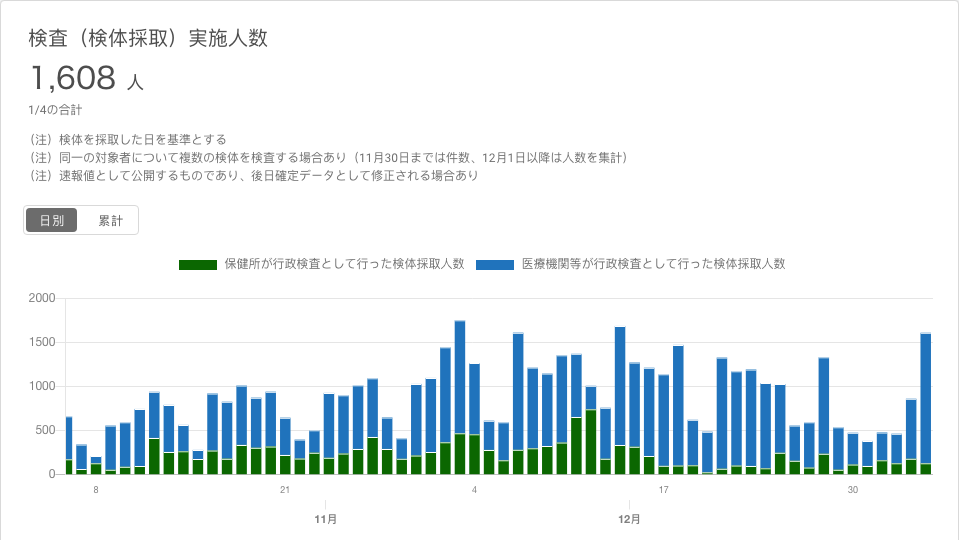 検査（検体採取）実施人数
1,608 人
1/4の合計
（注）検体を採取した日を基準とする
（注）同一の対象者について複数の検体を検査する場合あり（11月30日までは件数、12月1日以降は人数を集計）
（注）速報値として公開するものであり、後日確定データとして修正される場合あり
日別 累計
保健所が行政検査として行った検体採取人数 医療機関等が行政検査として行った検体採取人数
2000
1500
1000
500
0
8 21 4 17 30
11月 12月